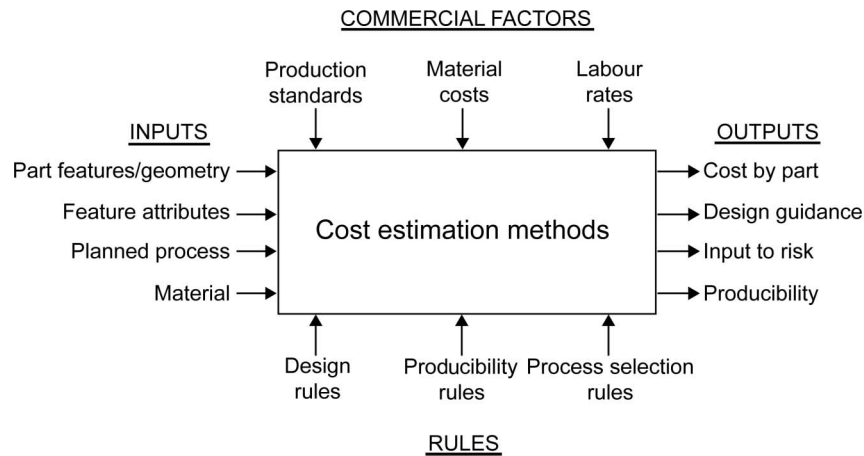 COMMERCIAL FACTORS
Production
standards
Material
costs
Labour
rates
INPUTS
OUTPUTS
Part features/geometry
Feature attributes
Planned process
Material
Cost estimation methods
Cost by part
Design guidance
Input to risk
Producibility
Design
rules
Producibility
rules
Process selection
rules
RULES